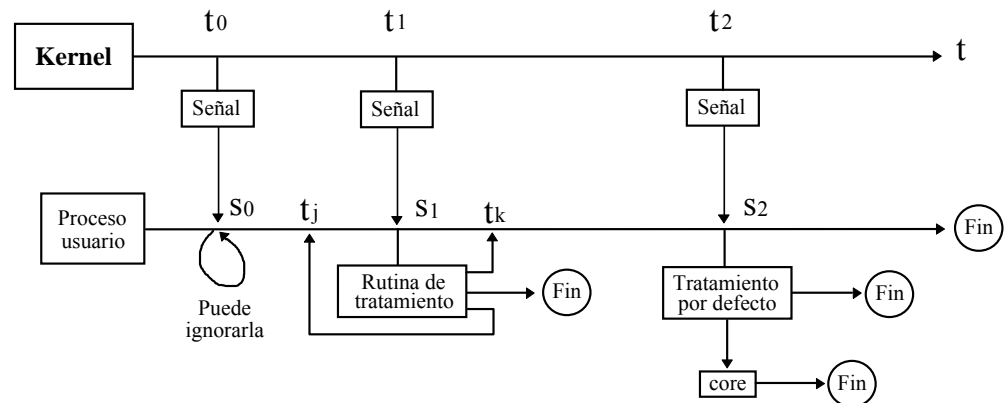 t0
t1
t2
Kernel
t
Señal
Señal
Señal
Proceso
usuario
s0
tj
s1
tk
s2
Fin
Puede
ignorarla
Rutina de
tratamiento
Fin
Tratamiento
por defecto
Fin
core
Fin